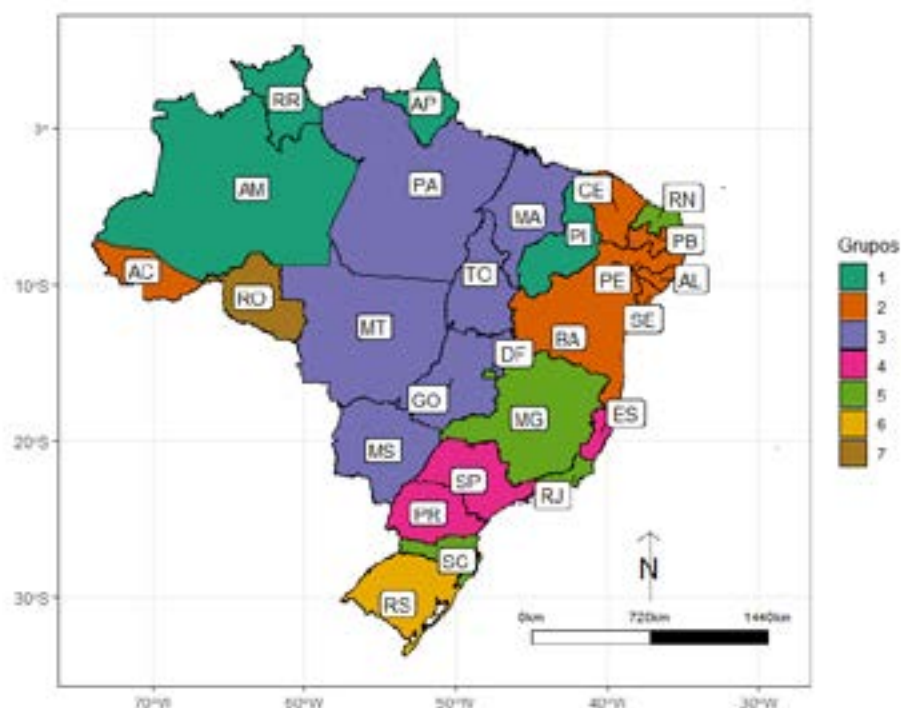 RR
AP
AM
PA
CE
RN
MA
PI
PB
AC
TO
PE
AL
RO
SE
MT
BA
DF
GO
ES
MG
MS
SP
RJ
PR
SC
RS
Grupos
1
2
3
4
5
6
7
N
0km 720km 1440km
10°S
20°S
30°S
70°W 60°W 50°W 40°W 30°W